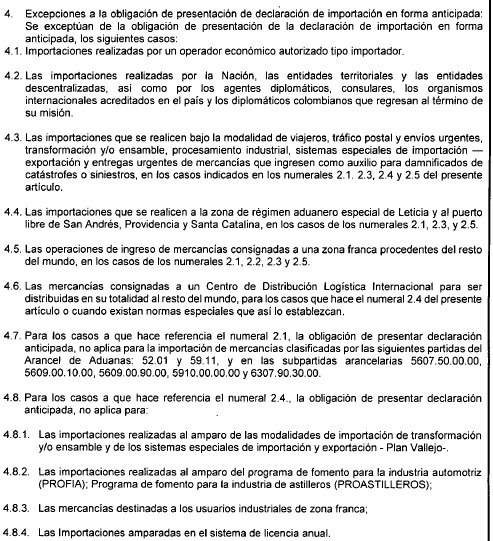 4. Excepciones a la obligación de presentación de declaración de importación en forma anticipada:
Se exceptúan de la obligación de presentación de la declaración de importación en forma
anticipada, los siguientes casos:
4.1. Importaciones realizadas por un operador económico autorizado tipo importador.
4.2. Las importaciones realizadas por la Nación, las entidades territoriales y las entidades
descentralizadas, así como por los agentes diplomáticos, consulares, los organismos
internacionales acreditados en el país y los diplomáticos colombianos que regresan al término de
su misión.
4.3. Las importaciones que se realicen bajo la modalidad de viajeros, tráfico postal y envíos urgentes,
transformación y/o ensamble, procesamiento industrial, sistemas especiales de importación —
exportación y entregas urgentes de mercancías que ingresen como auxilio para damnificados de
catástrofes o siniestros, en los casos indicados en los numerales 2.1. 2.3, 2.4 y 2.5 del presente
artículo.
4.4. Las importaciones que se realicen a la zona de régimen aduanero especial de Leticia y al puerto
libre de San Andrés, Providencia y Santa Catalina, en los casos de los numerales 2.1, 2.3, y 2.5.
4.5. Las operaciones de ingreso de mercancías consignadas a una zona franca procedentes del resto
del mundo, en los casos de los numerales 2.1, 2.2, 2.3 y 2.5.
4.6. Las mercancías consignadas a un Centro de Distribución Logística Internacional para ser
distribuidas en su totalidad al resto del mundo, para los casos que hace el numeral 2.4 del presente
artículo o cuando existan normas especiales que así lo establezcan.
4.7. Para los casos a que hace referencia el numeral 2.1, la obligación de presentar declaración
anticipada, no aplica para la importación de mercancías clasificadas por las siguientes partidas del
Arancel de Aduanas: 52.01 y 59.11, y en las subpartidas arancelarias 5607.50.00.00,
5609.00.10.00, 5609.00.90.00, 5910.00.00.00 y 6307.90.30.00.
4.8. Para los casos a que hace referencia el numeral 2.4., la obligación de presentar declaración
anticipada, no aplica para:
4.8.1. Las importaciones realizadas al amparo de las modalidades de importación de transformación
y/o ensamble y de los sistemas especiales de importación y exportación - Plan Vallejo-.
4.8.2. Las importaciones realizadas al amparo del programa de fomento para la industria automotriz
(PROFIA); Programa de fomento para la industria de astilleros (PROASTILLEROS);
4.8.3. Las mercancías destinadas a los usuarios industriales de zona franca;
4.8.4. Las Importaciones amparadas en el sistema de licencia anual.